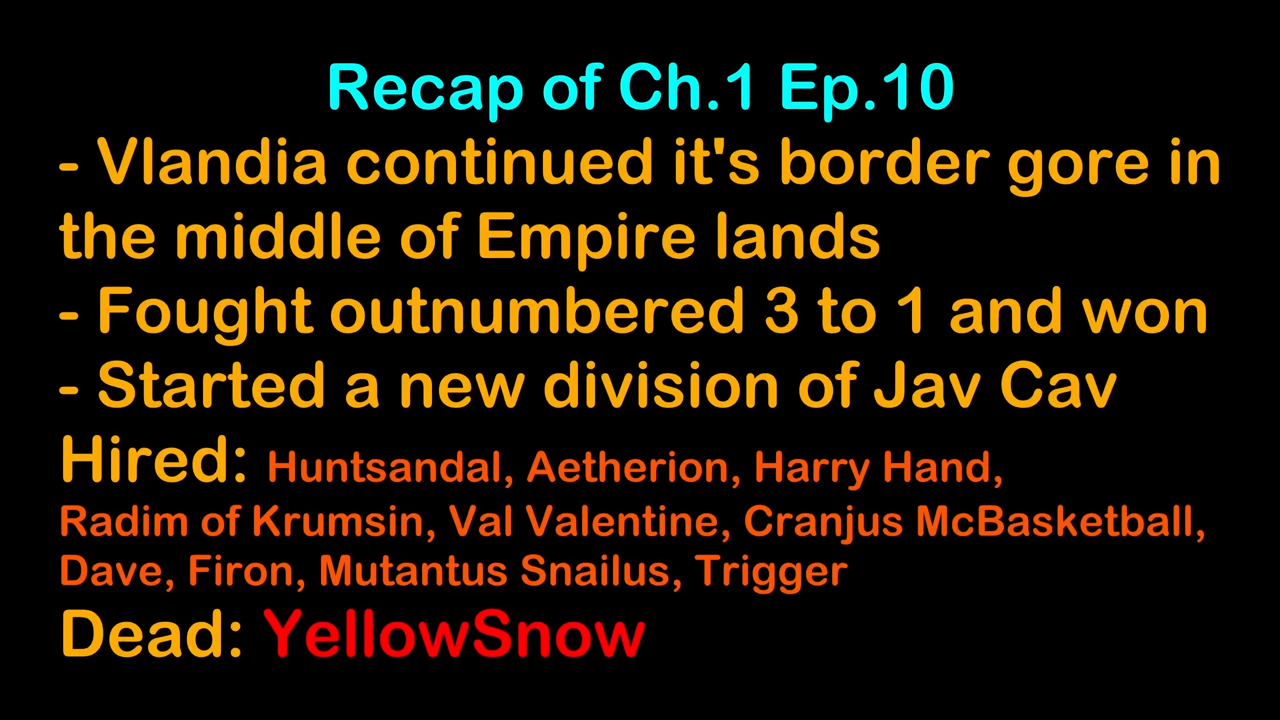 Recap of Ch.1 Ep.10
- Vlandia continued it's border gore in
the middle of Empire lands
- Fought outnumbered 3 to 1 and won
- Started a new division of Jav Cav
Hired: Huntsandal, Aetherion, Harry Hand,
Radim of Krumsin, Val Valentine, Cranjus McBasketball,
Dave, Firon, Mutantus Snailus, Trigger
Dead: YellowSnow